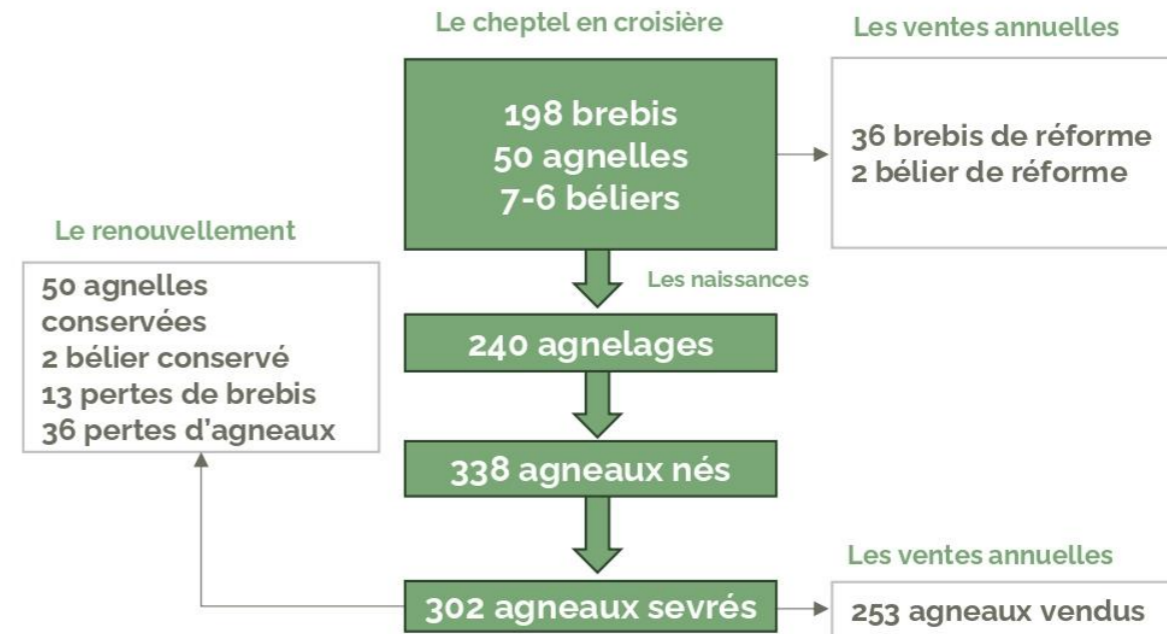 Le cheptel en croisière
Les ventes annuelles
198 brebis
50 agnelles
7-6 béliers
36 brebis de réforme
2 bélier de réforme
Le renouvellement
50 agnelles
conservées
2 bélier conservé
13 pertes de brebis
36 pertes d'agneaux
Les naissances
240 agnelages
338 agneaux nés
302 agneaux sevrés
Les ventes annuelles
253 agneaux vendus